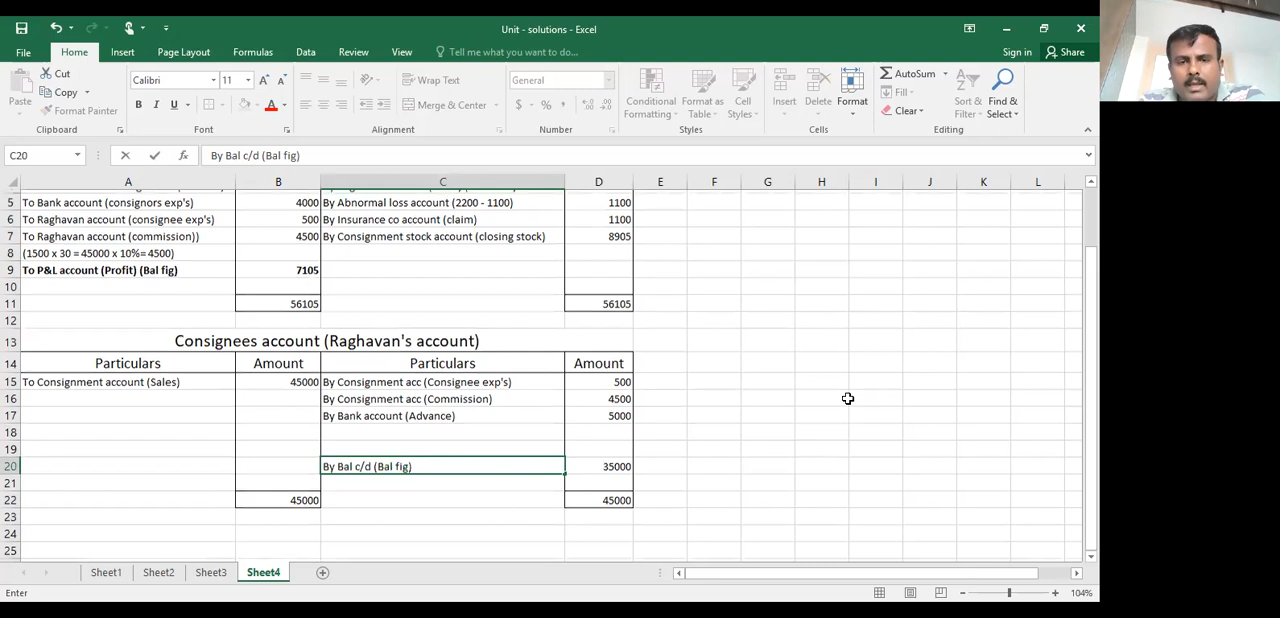 Unit - solutions - Excel
File Home Insert Page Layout Formulas Data Review View Tell me what you want to do... Sign in Share
Paste Cut Calibri 11 A A Wrap Text General Conditional Formatting Format as Table Cell Styles Insert Delete Format AutoSum Sort & Filter Find & Select
Copy B I U A Merge & Center $ % Fill
Format Painter Clear
Clipboard Font Alignment Number Styles Cells Editing
C20 fx By Bal c/d (Bal fig)
A B C D E F G H I J K L
5 To Bank account (consignors exp's) 4000 By Abnormal loss account (2200 - 1100) 1100
6 To Raghavan account (consignee exp's) 500 By Insurance co account (claim) 1100
7 To Raghavan account (commission)) 4500 By Consignment stock account (closing stock) 8905
8 (1500 x 30 = 45000 x 10%= 4500)
9 To P&L account (Profit) (Bal fig) 7105
10
11 56105 56105
12
13 Consignees account (Raghavan's account)
14 Particulars Amount Particulars Amount
15 To Consignment account (Sales) 45000 By Consignment acc (Consignee exp's) 500
16 By Consignment acc (Commission) 4500
17 By Bank account (Advance) 5000
18
19
20 By Bal c/d (Bal fig) 35000
21
22 45000 45000
23
24
25
Sheet1 Sheet2 Sheet3 Sheet4
Enter 104%